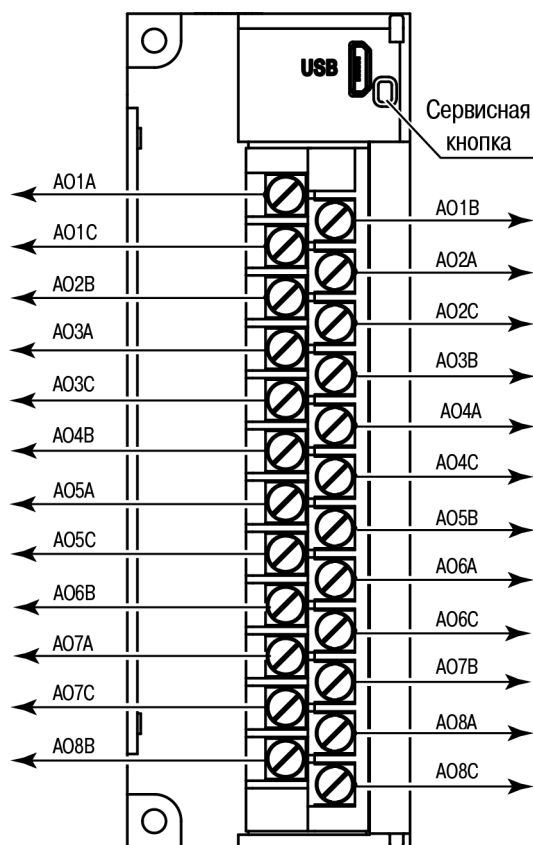 USB
Сервисная
кнопка
AO1A
AO1B
AO1C
AO2A
AO2B
AO2C
AO3A
AO3B
AO3C
AO4A
AO4B
AO4C
AO5A
AO5B
AO5C
AO6A
AO6B
AO6C
AO7A
AO7B
AO7C
AO8A
AO8B
AO8C